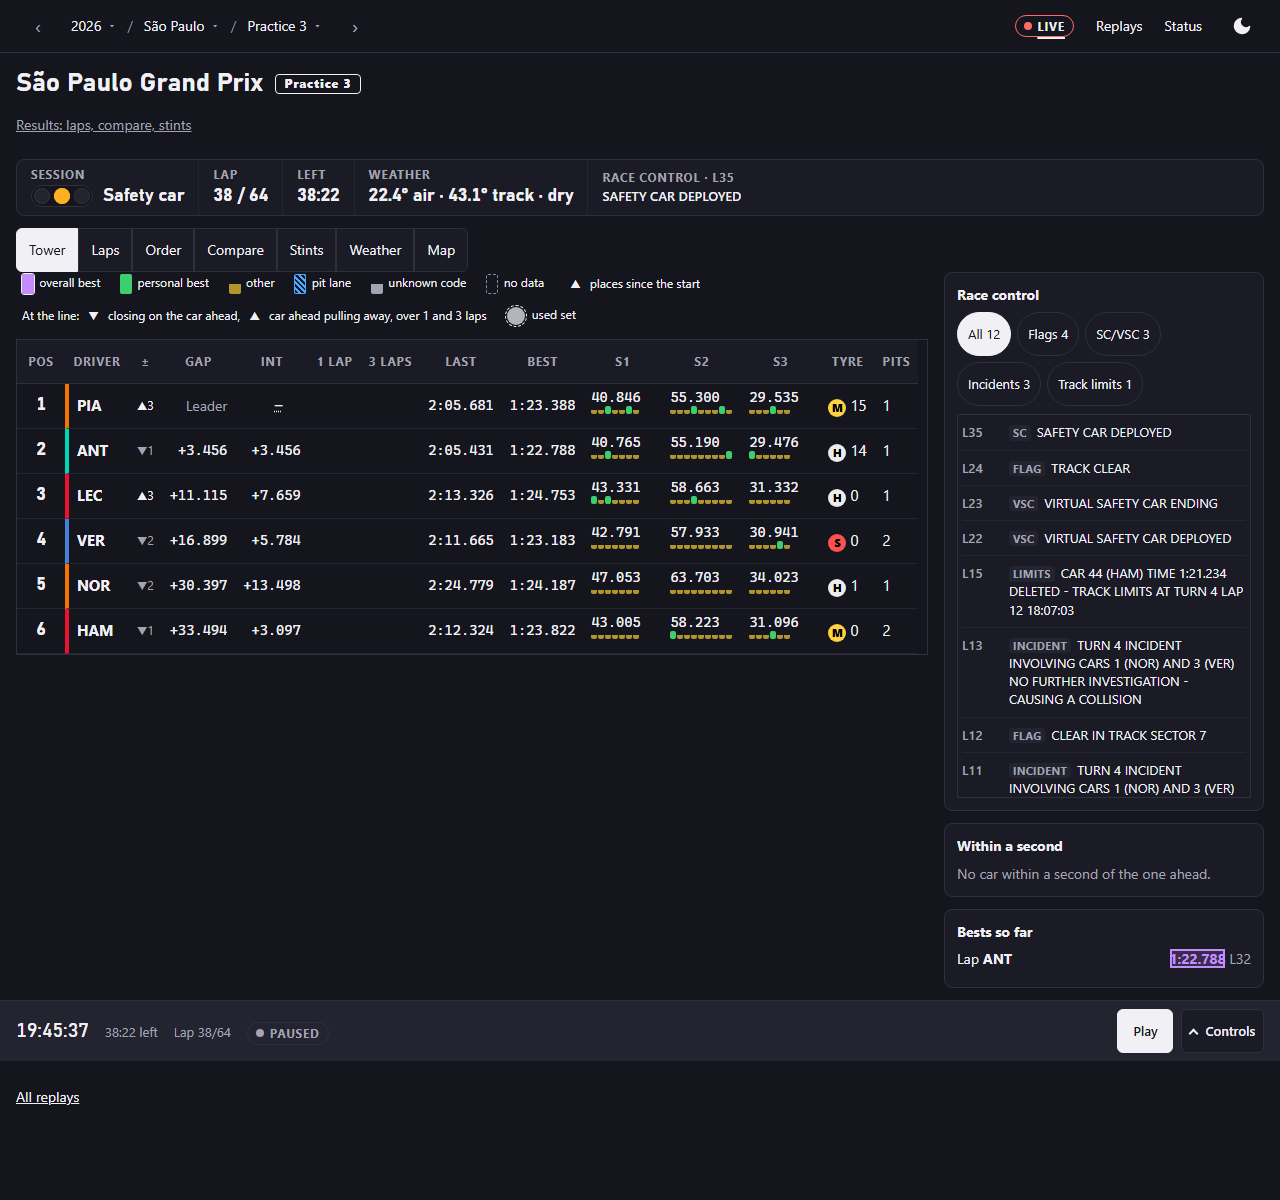 ‹ 2026 / São Paulo / Practice 3 ›
LIVE Replays Status
São Paulo Grand Prix Practice 3
Results: laps, compare, stints
SESSION LAP LEFT WEATHER RACE CONTROL · L35
Safety car 38 / 64 38:22 22.4° air · 43.1° track · dry SAFETY CAR DEPLOYED
Tower Laps Order Compare Stints Weather Map
overall best personal best other pit lane unknown code no data ▲ places since the start
At the line: ▼ closing on the car ahead, ▲ car ahead pulling away, over 1 and 3 laps used set
POS DRIVER ± GAP INT 1 LAP 3 LAPS LAST BEST S1 S2 S3 TYRE PITS
1 PIA ▲3 Leader – 2:05.681 1:23.388 40.846 55.300 29.535 M 15 1
2 ANT ▼1 +3.456 +3.456 2:05.431 1:22.788 40.765 55.190 29.476 H 14 1
3 LEC ▲3 +11.115 +7.659 2:13.326 1:24.753 43.331 58.663 31.332 H 0 1
4 VER ▼2 +16.899 +5.784 2:11.665 1:23.183 42.791 57.933 30.941 S 0 2
5 NOR ▼2 +30.397 +13.498 2:24.779 1:24.187 47.053 63.703 34.023 H 1 1
6 HAM ▼1 +33.494 +3.097 2:12.324 1:23.822 43.005 58.223 31.096 M 0 2
Race control
All 12 Flags 4 SC/VSC 3
Incidents 3 Track limits 1
L35 SC SAFETY CAR DEPLOYED
L24 FLAG TRACK CLEAR
L23 VSC VIRTUAL SAFETY CAR ENDING
L22 VSC VIRTUAL SAFETY CAR DEPLOYED
L15 LIMITS CAR 44 (HAM) TIME 1:21.234
DELETED - TRACK LIMITS AT TURN 4 LAP
12 18:07:03
L13 INCIDENT TURN 4 INCIDENT
INVOLVING CARS 1 (NOR) AND 3 (VER)
NO FURTHER INVESTIGATION -
CAUSING A COLLISION
L12 FLAG CLEAR IN TRACK SECTOR 7
L11 INCIDENT TURN 4 INCIDENT
INVOLVING CARS 1 (NOR) AND 3 (VER)
Within a second
No car within a second of the one ahead.
Bests so far
Lap ANT 1:22.788 L32
19:45:37 38:22 left Lap 38/64 PAUSED Play Controls
All replays